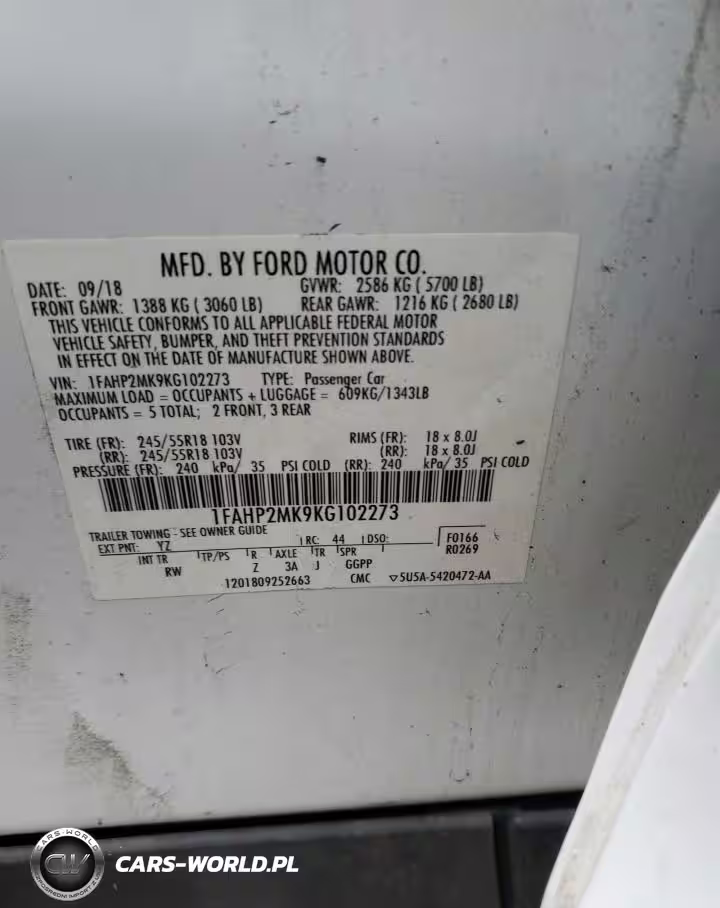 MFD. BY FORD MOTOR CO.
DATE: 09/18 GVWR: 2586 KG ( 5700 LB)
FRONT GAWR: 1388 KG ( 3060 LB) REAR GAWR: 1216 KG ( 2680 LB)
THIS VEHICLE CONFORMS TO ALL APPLICABLE FEDERAL MOTOR
VEHICLE SAFETY, BUMPER, AND THEFT PREVENTION STANDARDS
IN EFFECT ON THE DATE OF MANUFACTURE SHOWN ABOVE.
VIN: 1FAHP2MK9KG102273 TYPE: Passenger Car
MAXIMUM LOAD = OCCUPANTS + LUGGAGE = 609KG/1343LB
OCCUPANTS = 5 TOTAL; 2 FRONT, 3 REAR
TIRE (FR): 245/55R18 103V RIMS (FR): 18 x 8.0J
(RR): 245/55R18 103V (RR): 18 x 8.0J
PRESSURE (FR): 240 kPa/ 35 PSI COLD (RR): 240 kPa/ 35 PSI COLD
1FAHP2MK9KG102273
TRAILER TOWING - SEE OWNER GUIDE
EXT PNT: YZ RC: 44 DSO: F0166
R0269
INT TR TP/PS R AXLE TR SPR
RW Z 3A J GGPP
1201809252663 CMC ▽5U5A-5420472-AA
CARS-WORLD
CW
POŚREDNIK IMPORT Z USA
CARS-WORLD.PL